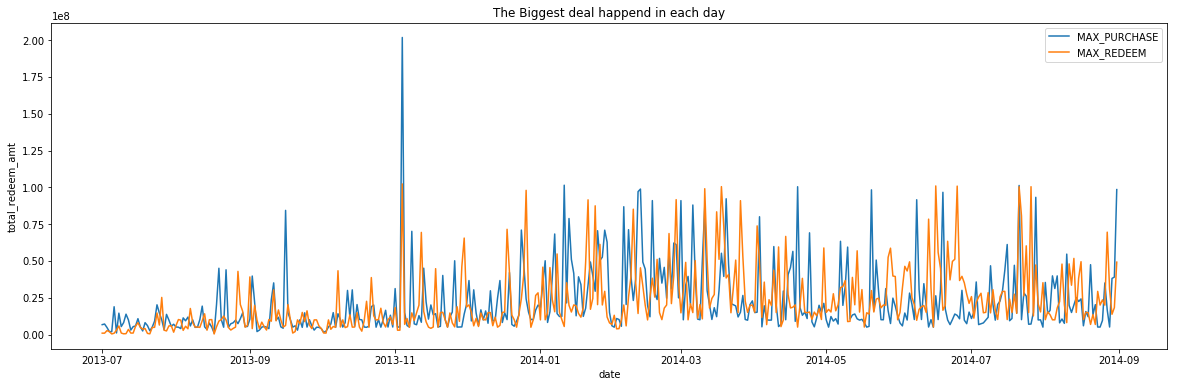 The Biggest deal happend in each day
1e8
MAX_PURCHASE
MAX_REDEEM
2.00
1.75
1.50
1.25
1.00
0.75
0.50
0.25
0.00
total_redeem_amt
2013-07 2013-09 2013-11 2014-01 2014-03 2014-05 2014-07 2014-09
date